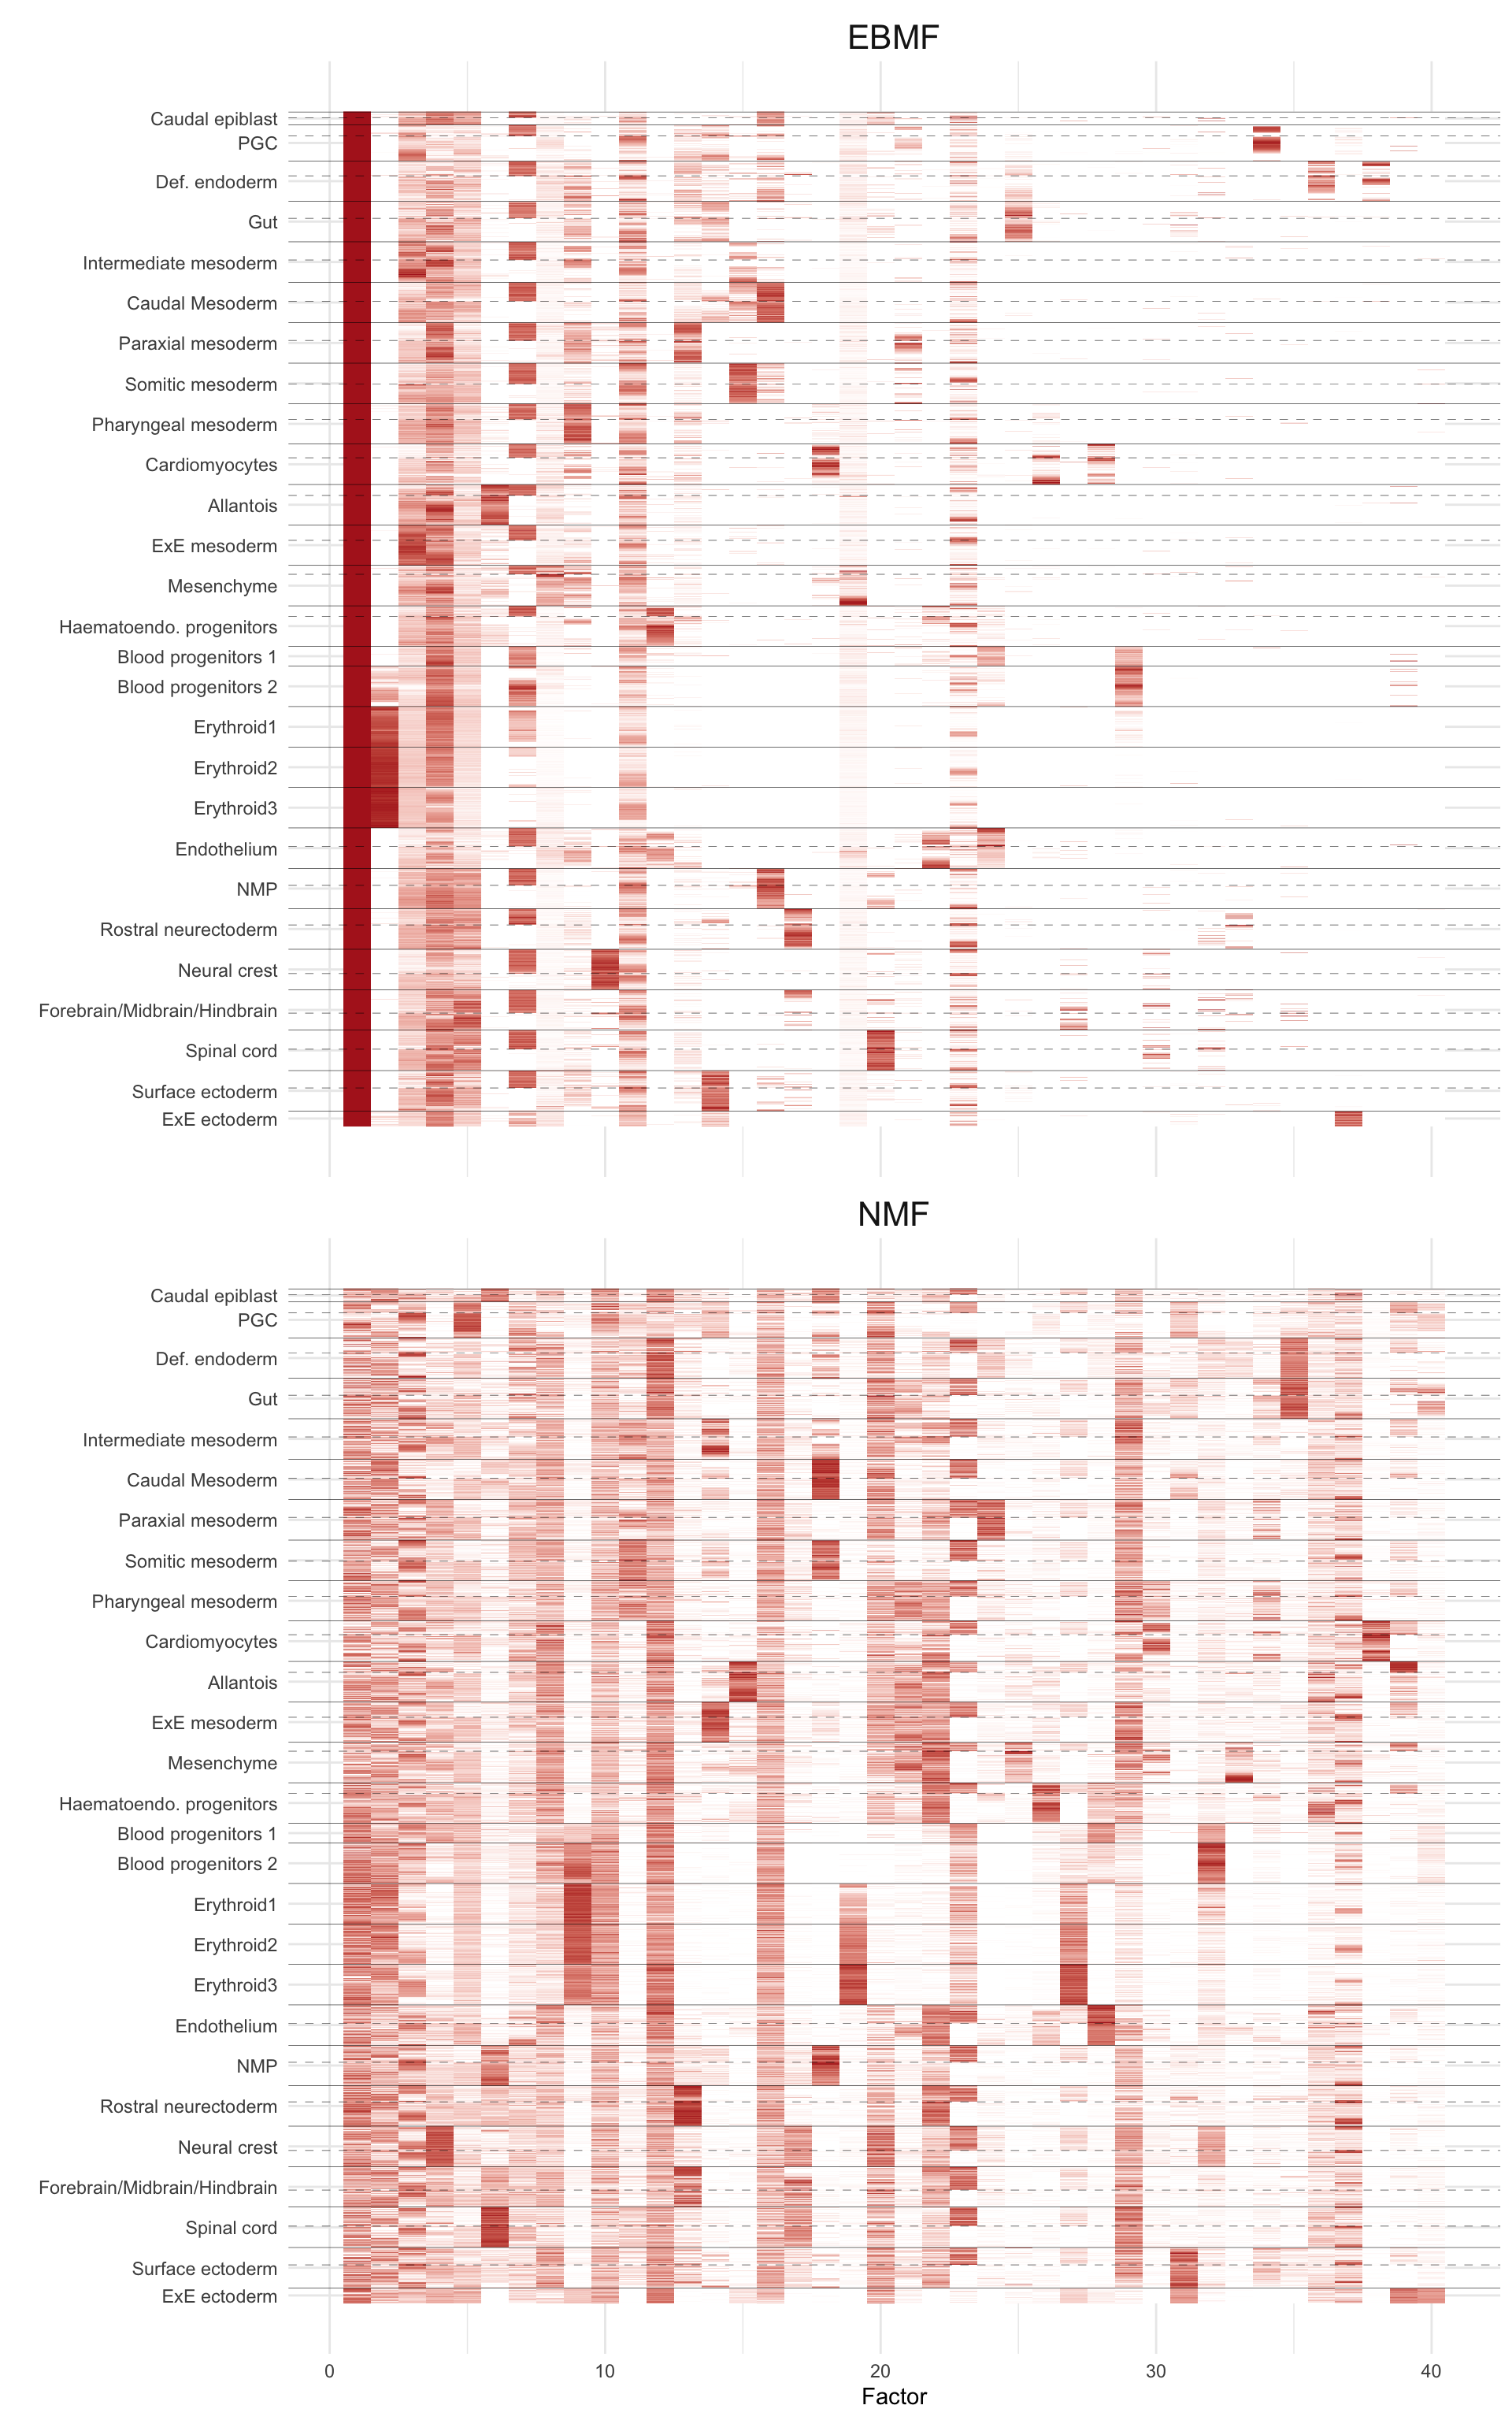 EBMF
Caudal epiblast
PGC
Def. endoderm
Gut
Intermediate mesoderm
Caudal Mesoderm
Paraxial mesoderm
Somitic mesoderm
Pharyngeal mesoderm
Cardiomyocytes
Allantois
ExE mesoderm
Mesenchyme
Haematoendo. progenitors
Blood progenitors 1
Blood progenitors 2
Erythroid1
Erythroid2
Erythroid3
Endothelium
NMP
Rostral neurectoderm
Neural crest
Forebrain/Midbrain/Hindbrain
Spinal cord
Surface ectoderm
ExE ectoderm
NMF
Caudal epiblast
PGC
Def. endoderm
Gut
Intermediate mesoderm
Caudal Mesoderm
Paraxial mesoderm
Somitic mesoderm
Pharyngeal mesoderm
Cardiomyocytes
Allantois
ExE mesoderm
Mesenchyme
Haematoendo. progenitors
Blood progenitors 1
Blood progenitors 2
Erythroid1
Erythroid2
Erythroid3
Endothelium
NMP
Rostral neurectoderm
Neural crest
Forebrain/Midbrain/Hindbrain
Spinal cord
Surface ectoderm
ExE ectoderm
0 10 20 30 40
Factor